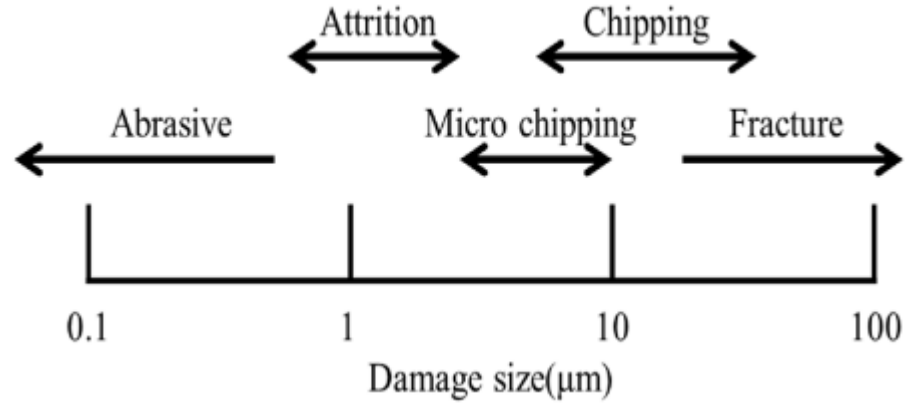 Attrition Chipping
Abrasive Micro chipping Fracture
0.1 1 10 100
Damage size(μm)